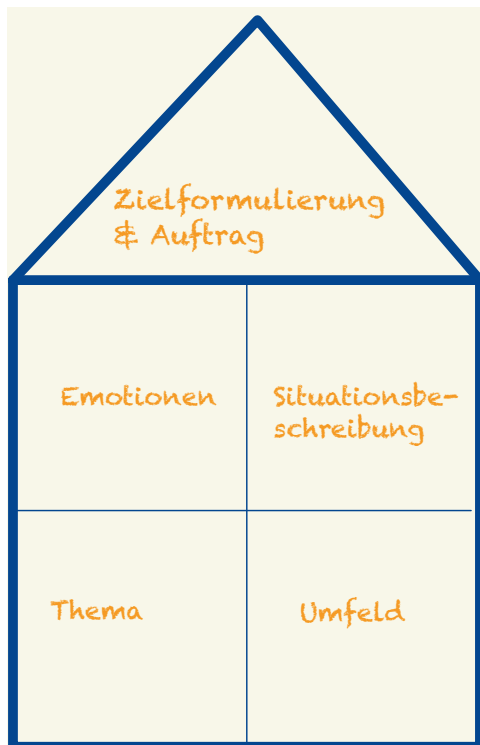 Zielformulierung
& Auftrag
Emotionen
Situationsbe-
schreibung
Thema
Umfeld